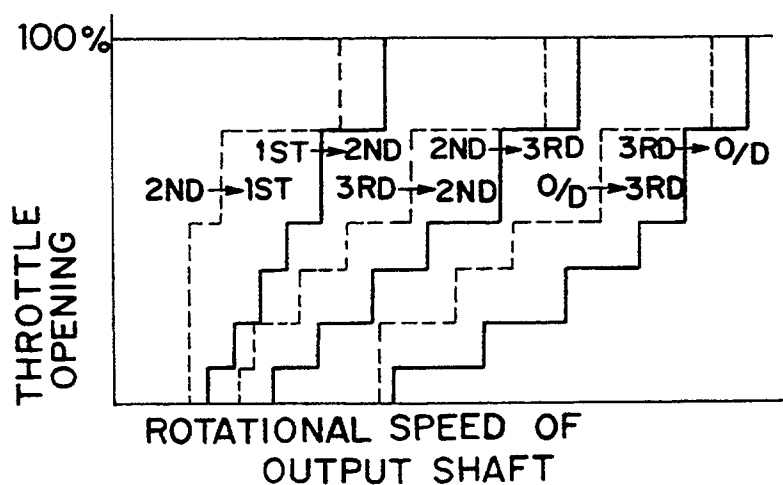 100%
1ST→2ND 2ND→3RD 3RD→O/D
2ND→1ST 3RD→2ND O/D→3RD
THROTTLE
OPENING
ROTATIONAL SPEED OF
OUTPUT SHAFT